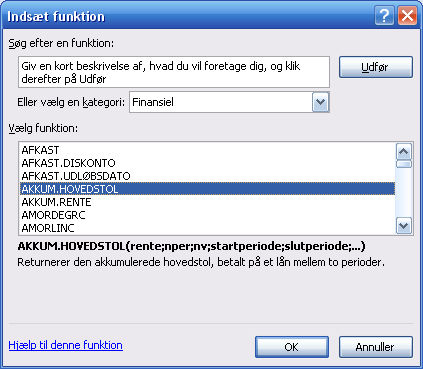 Indsæt funktion
Søg efter en funktion:
Giv en kort beskrivelse af, hvad du vil foretage dig, og klik
derefter på Udfør
Udfør
Eller vælg en kategori: Finansiel
Vælg funktion:
AFKAST
AFKAST.DISKONTO
AFKAST.UDLØBSDATO
AKKUM.HOVEDSTOL
AKKUM.RENTE
AMORDEGRC
AMORLINC
AKKUM.HOVEDSTOL(rente;nper;nv;startperiode;slutperiode;...)
Returnerer den akkumulerede hovedstol, betalt på et lån mellem to perioder.
Hjælp til denne funktion
OK
Annuller